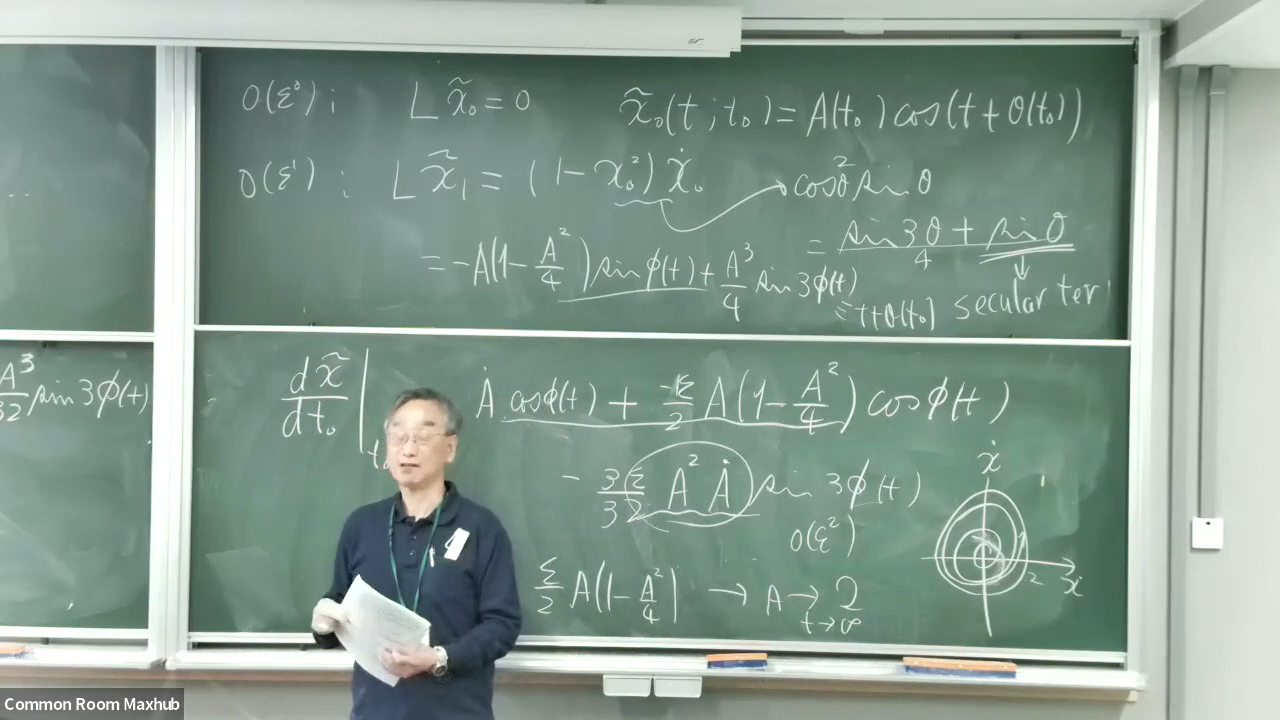 O(ε⁰) ; L x̃₀ = 0 x̃₀(t ; t₀) = A(t₀) cos(t + θ(t₀))
O(ε¹) ; L x̃₁ = (1 - x₀²) ẋ₀ cos²θ sin θ
= -A(1 - A²/4) sin φ(t) + A³/4 sin 3φ(t) = (sin 3θ + sin θ)/4
= t + θ(t₀) secular ter
A³/32 sin 3φ(t)
dx̃/dt₀ | Ȧ cos φ(t) + -ε/2 A(1 - A²/4) cos φ(t)
- 3ε/32 A² Ȧ sin 3φ(t)
O(ε²)
ẋ
2 x
ε/2 A(1 - A²/4) → A → 2
t → ∞
Common Room Maxhub